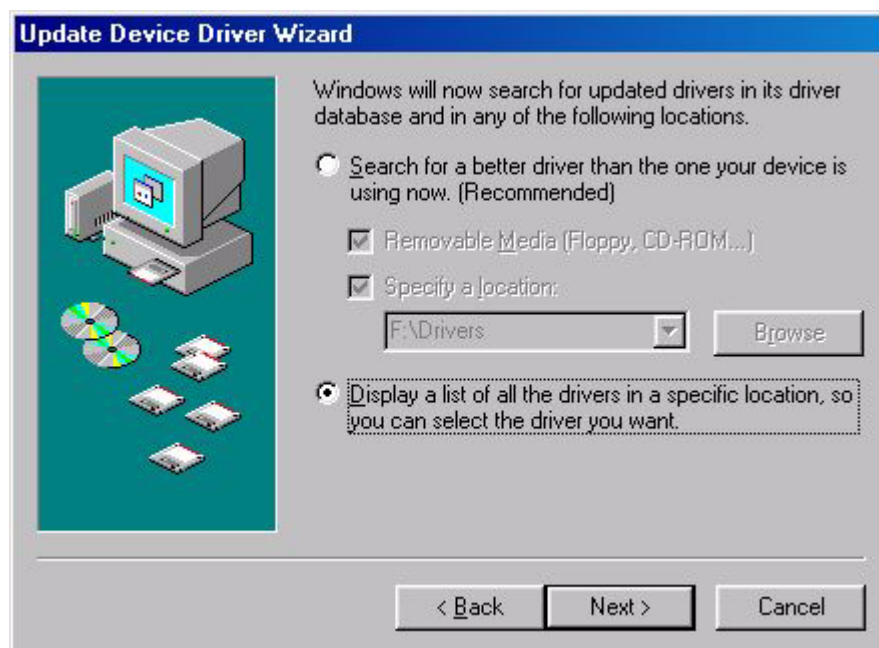 Update Device Driver Wizard
Windows will now search for updated drivers in its driver
database and in any of the following locations.
Search for a better driver than the one your device is
using now. (Recommended)
Removable Media (Floppy, CD-ROM...)
Specify a location:
F:\Drivers
Browse
Display a list of all the drivers in a specific location, so
you can select the driver you want.
< Back
Next >
Cancel